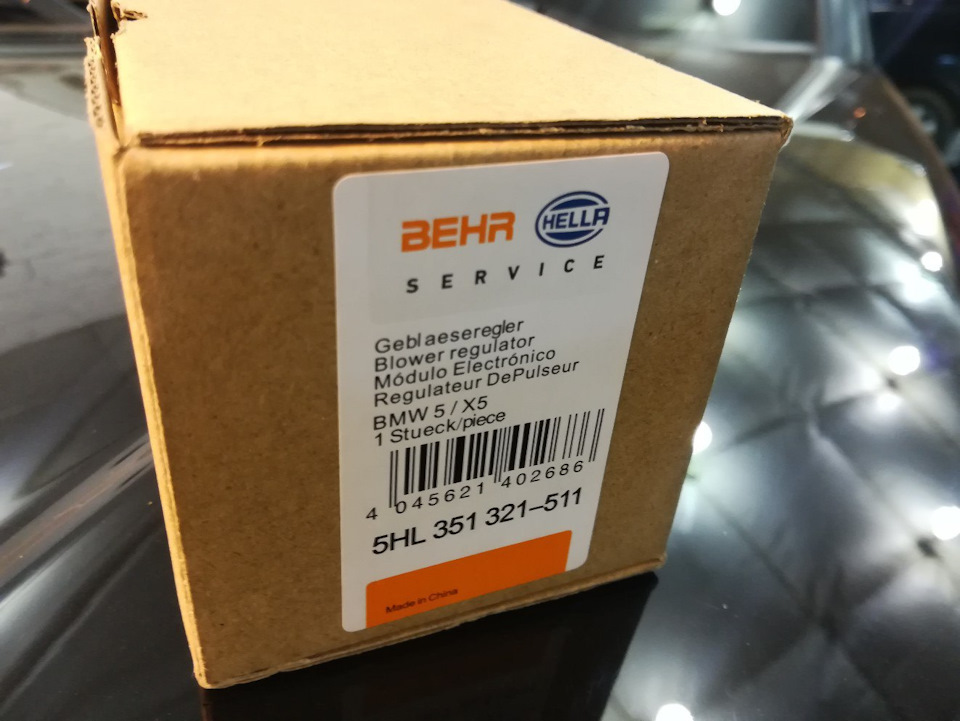 BEHR HELLA
SERVICE
Geblaeseregler
Blower regulator
Módulo Electrónico
Regulateur DePulseur
BMW 5 / X5
1 Stueck/piece
4 045621 402686
5HL 351 321-511
Made in China